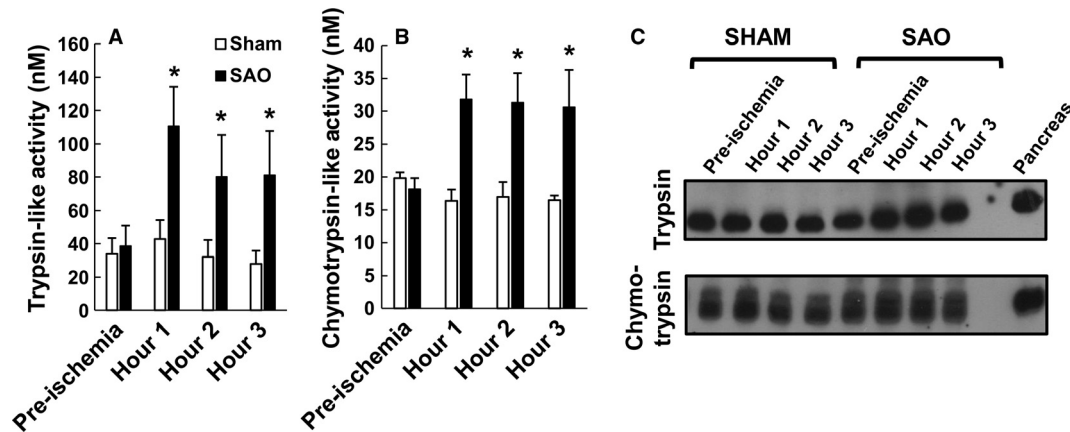 A
Trypsin-like activity (nM)
160
140
120
100
80
60
40
20
0
Sham
SAO
*
*
*
Pre-ischemia
Hour 1
Hour 2
Hour 3
B
Chymotrypsin-like activity (nM)
40
35
30
25
20
15
10
5
0
*
*
*
Pre-ischemia
Hour 1
Hour 2
Hour 3
C
SHAM
SAO
Pre-ischemia
Hour 1
Hour 2
Hour 3
Pre-ischemia
Hour 1
Hour 2
Hour 3
Pancreas
Trypsin
Chymo-
trypsin